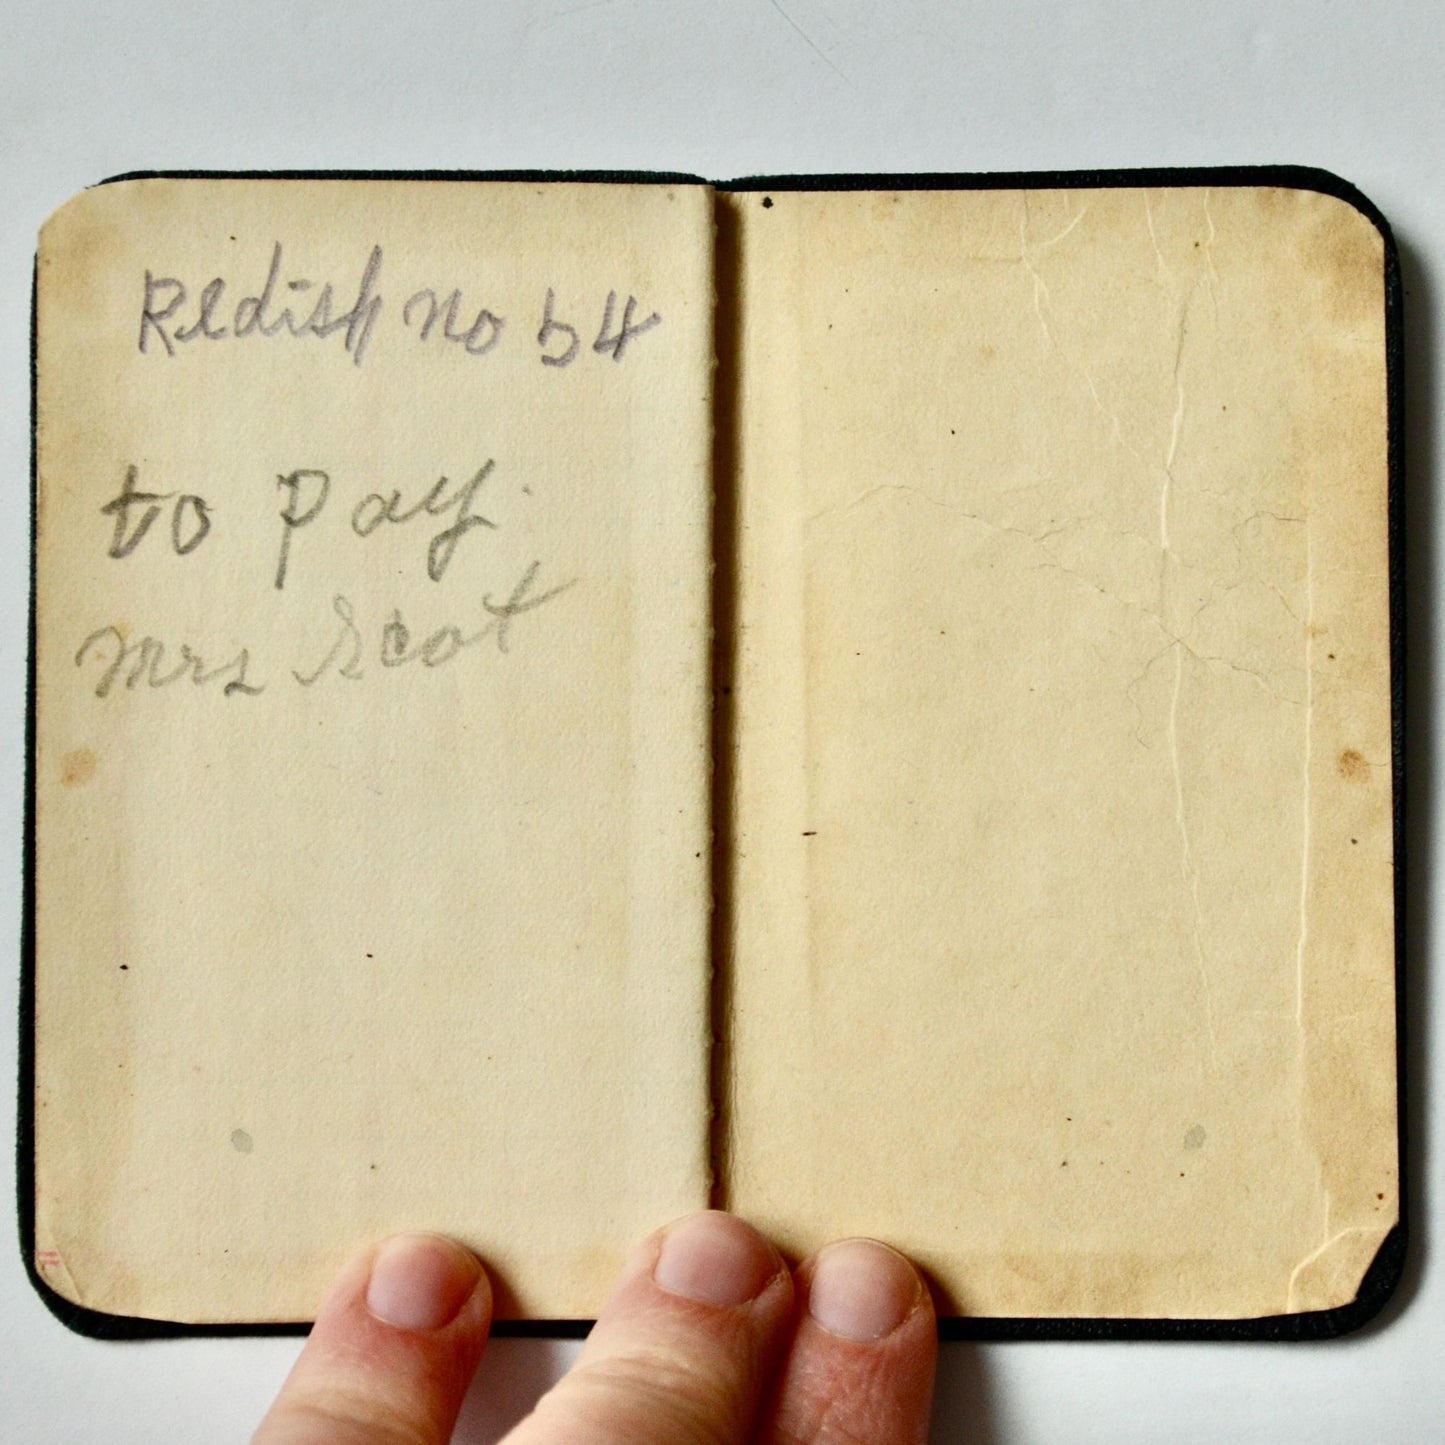 Redish no 54
to Pay
mrs Scot